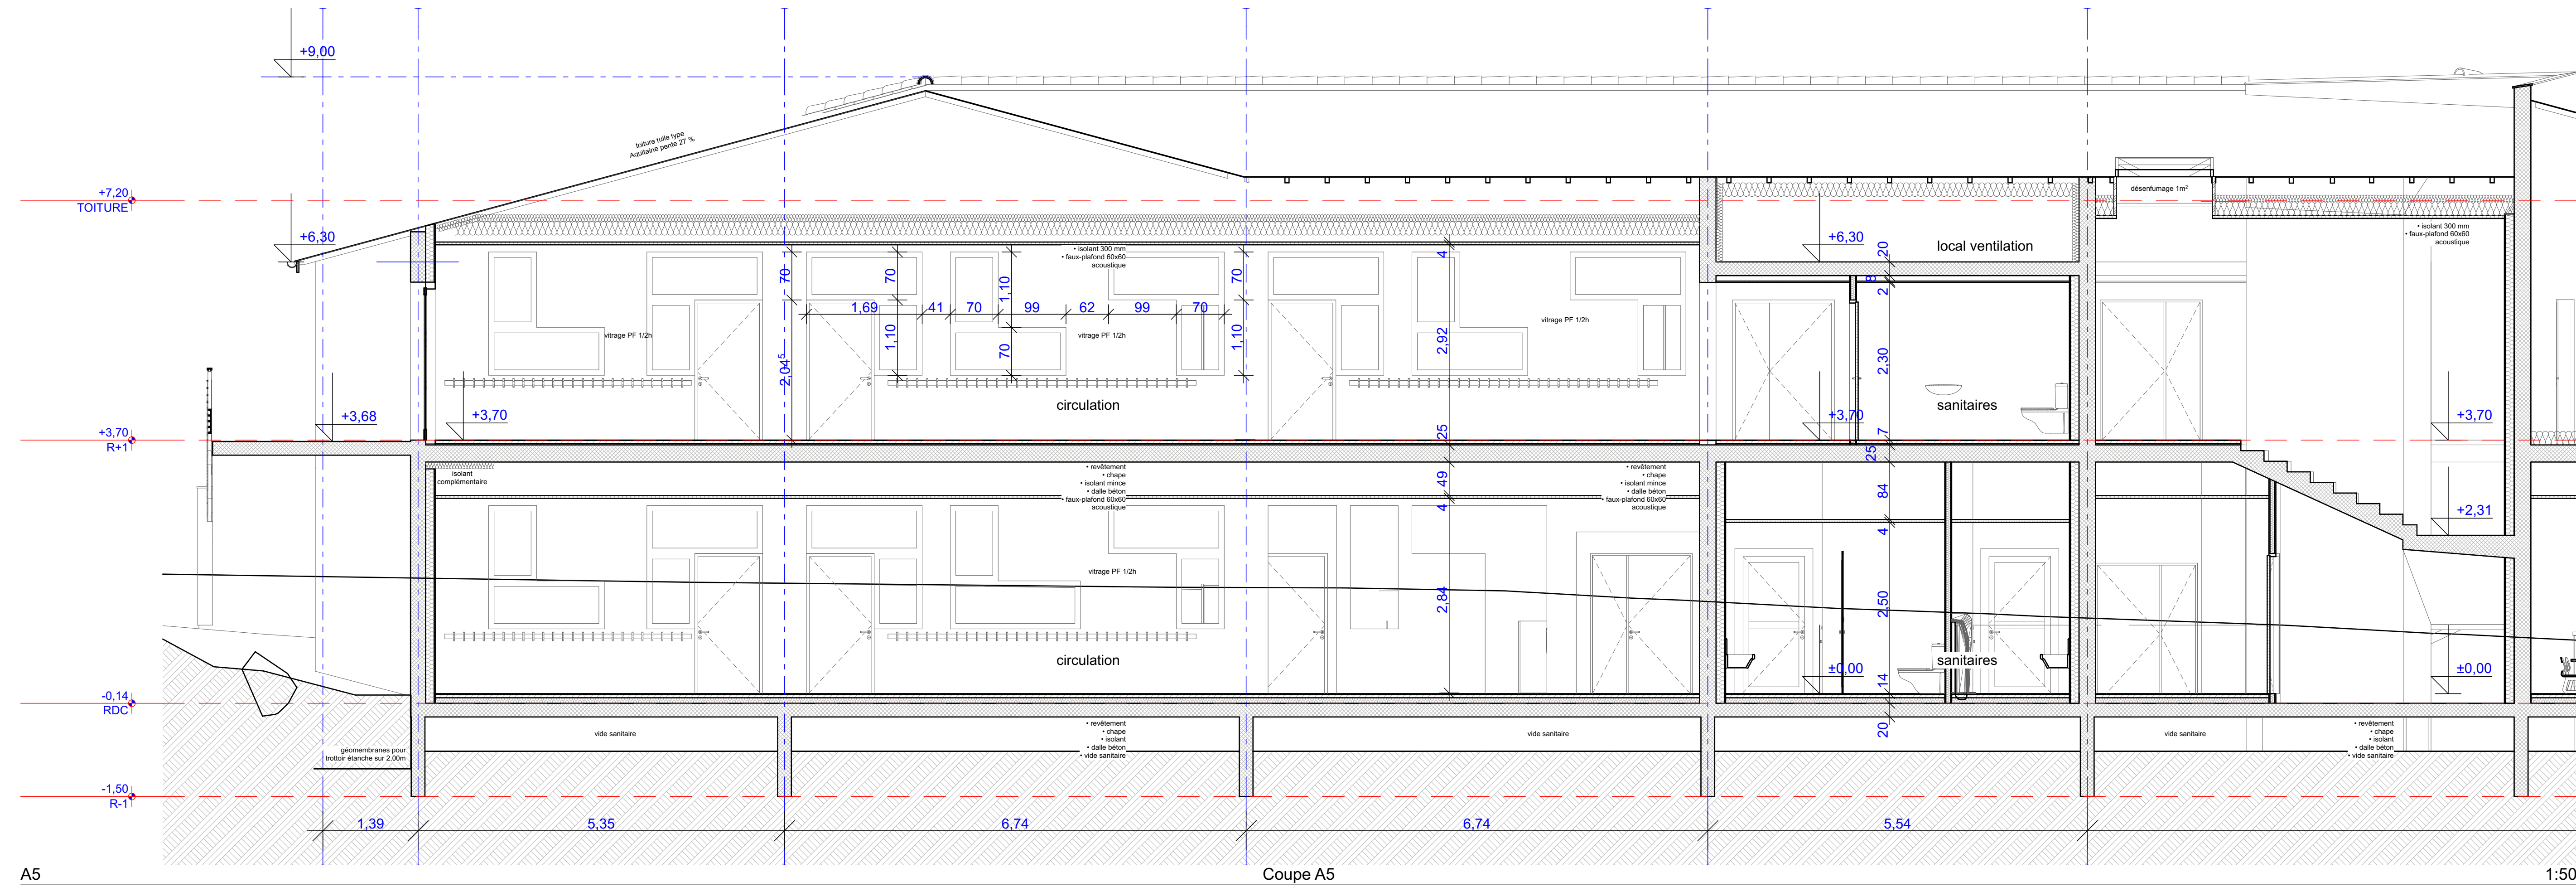 +9,00
toiture tuile type
Aquitaine pente 27 %
+7,20
TOITURE
désenfumage 1m²
+6,30
+6,30
20
local ventilation
• isolant 300 mm
• faux-plafond 60x60
acoustique
4
• isolant 300 mm
• faux-plafond 60x60
acoustique
70
70
1,10
70
8
2
1,69
41
70
99
62
99
70
vitrage PF 1/2h
vitrage PF 1/2h
vitrage PF 1/2h
1,10
1,10
70
2,92
2,30
2,04⁵
circulation
sanitaires
+3,68
+3,70
+3,70
+3,70
+3,70
R+1
25
7
25
isolant
complémentaire
• revêtement
• chape
• isolant mince
• dalle béton
• faux-plafond 60x60
acoustique
• revêtement
• chape
• isolant mince
• dalle béton
• faux-plafond 60x60
acoustique
49
4
84
4
+2,31
vitrage PF 1/2h
2,84
2,50
circulation
sanitaires
±0,00
±0,00
14
-0,14
RDC
20
vide sanitaire
• revêtement
• chape
• isolant
• dalle béton
• vide sanitaire
vide sanitaire
vide sanitaire
• revêtement
• chape
• isolant
• dalle béton
• vide sanitaire
géomembranes pour
trottoir étanche sur 2,00m
-1,50
R-1
1,39
5,35
6,74
6,74
5,54
A5
Coupe A5
1:50